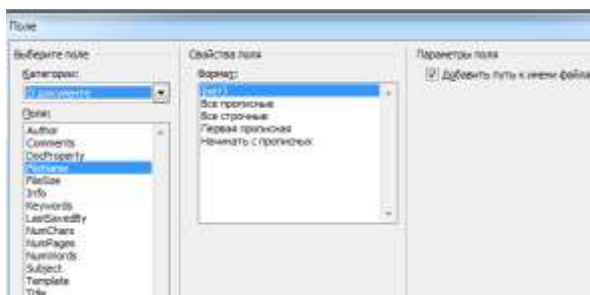 Поле
Выберите поле
Категории:
О документе
Поля:
Author
Comments
DocProperty
FileName
FileSize
Info
Keywords
LastSavedBy
NumChars
NumPages
NumWords
Subject
Template
Title
Свойства поля
Формат:
(нет)
Все прописные
Все строчные
Первая прописная
Начинать с прописных
Параметры поля
Добавить путь к имени файла